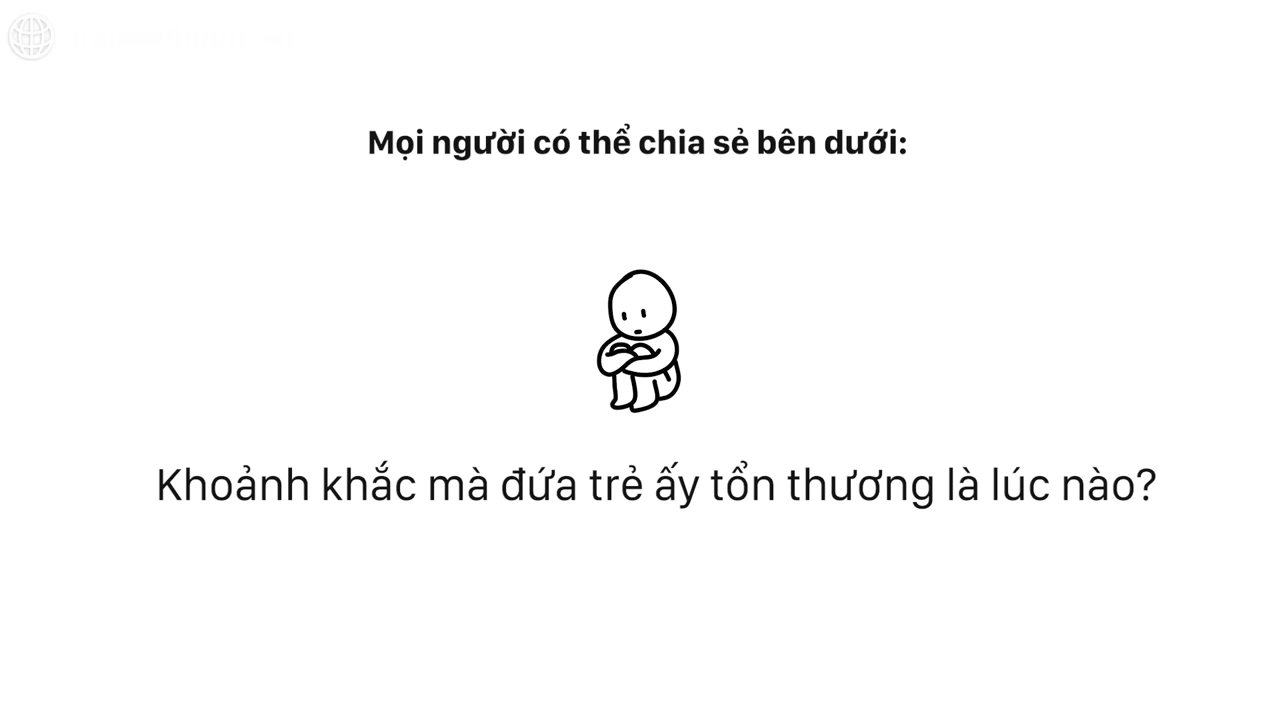 Mọi người có thể chia sẻ bên dưới:
Khoảnh khắc mà đứa trẻ ấy tổn thương là lúc nào?